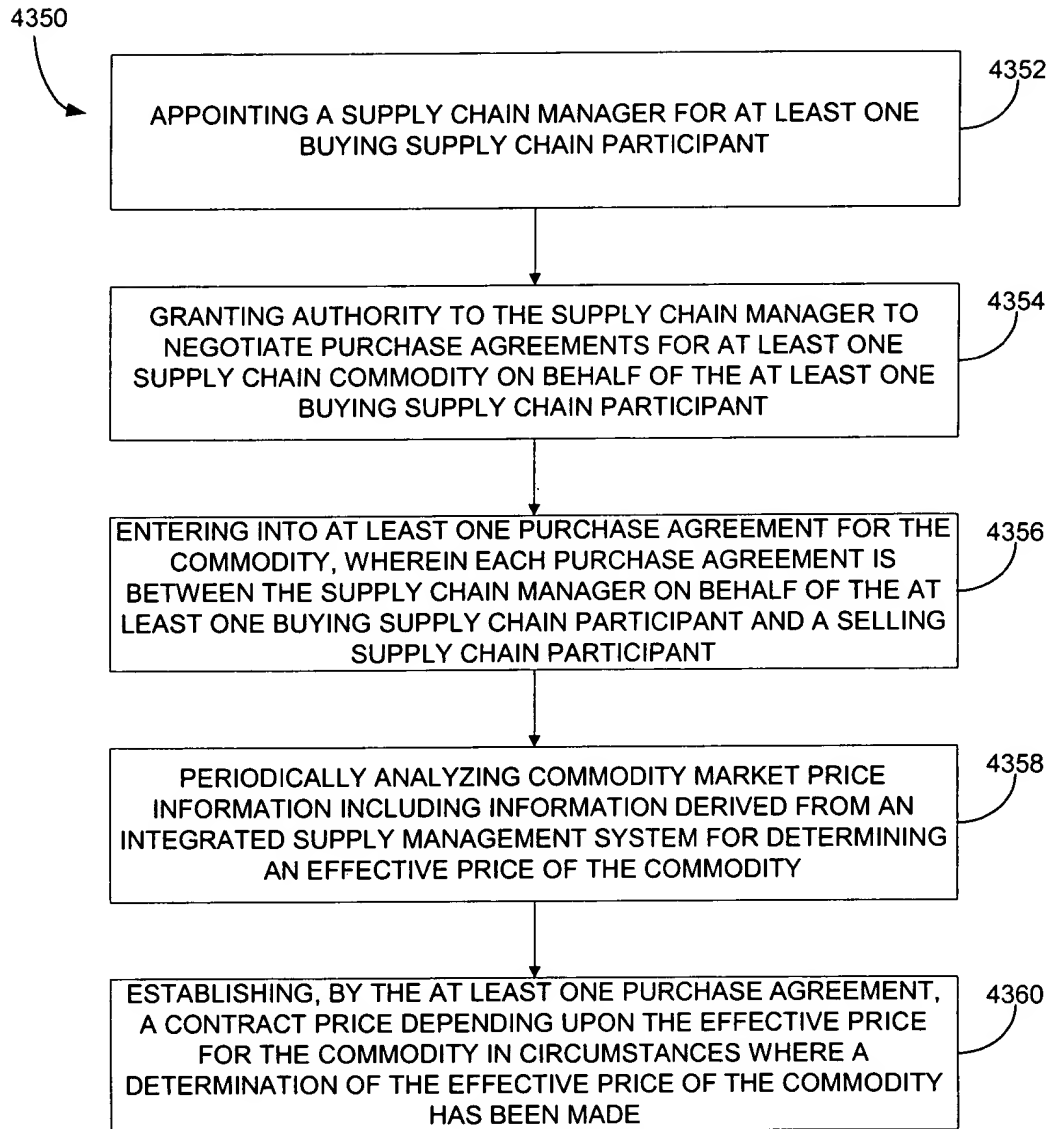 4350
4352
APPOINTING A SUPPLY CHAIN MANAGER FOR AT LEAST ONE
BUYING SUPPLY CHAIN PARTICIPANT
4354
GRANTING AUTHORITY TO THE SUPPLY CHAIN MANAGER TO
NEGOTIATE PURCHASE AGREEMENTS FOR AT LEAST ONE
SUPPLY CHAIN COMMODITY ON BEHALF OF THE AT LEAST ONE
BUYING SUPPLY CHAIN PARTICIPANT
4356
ENTERING INTO AT LEAST ONE PURCHASE AGREEMENT FOR THE
COMMODITY, WHEREIN EACH PURCHASE AGREEMENT IS
BETWEEN THE SUPPLY CHAIN MANAGER ON BEHALF OF THE AT
LEAST ONE BUYING SUPPLY CHAIN PARTICIPANT AND A SELLING
SUPPLY CHAIN PARTICIPANT
4358
PERIODICALLY ANALYZING COMMODITY MARKET PRICE
INFORMATION INCLUDING INFORMATION DERIVED FROM AN
INTEGRATED SUPPLY MANAGEMENT SYSTEM FOR DETERMINING
AN EFFECTIVE PRICE OF THE COMMODITY
4360
ESTABLISHING, BY THE AT LEAST ONE PURCHASE AGREEMENT,
A CONTRACT PRICE DEPENDING UPON THE EFFECTIVE PRICE
FOR THE COMMODITY IN CIRCUMSTANCES WHERE A
DETERMINATION OF THE EFFECTIVE PRICE OF THE COMMODITY
HAS BEEN MADE